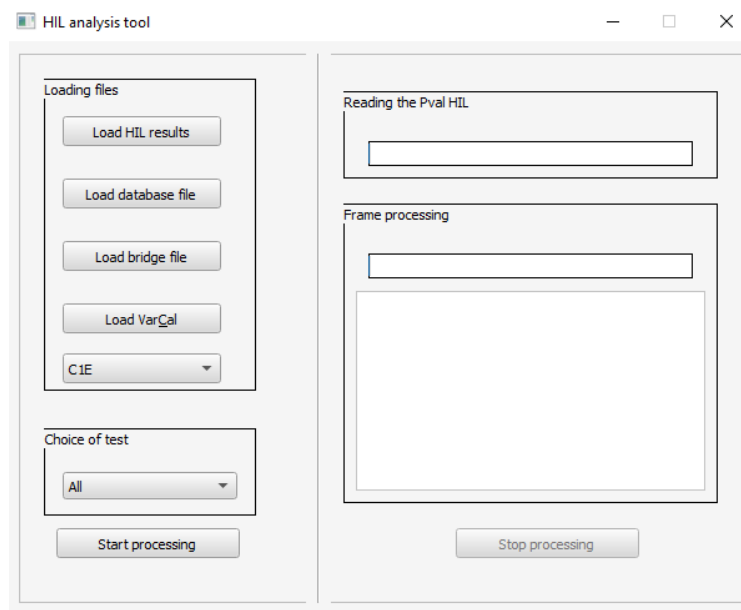 HIL analysis tool
Loading files
Load HIL results
Load database file
Load bridge file
Load VarCal
C1E
Choice of test
All
Start processing
Reading the Pval HIL
Frame processing
Stop processing